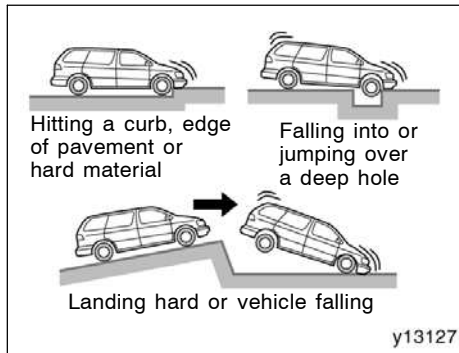 Hitting a curb, edge
of pavement or
hard material
Falling into or
jumping over
a deep hole
Landing hard or vehicle falling
y13127